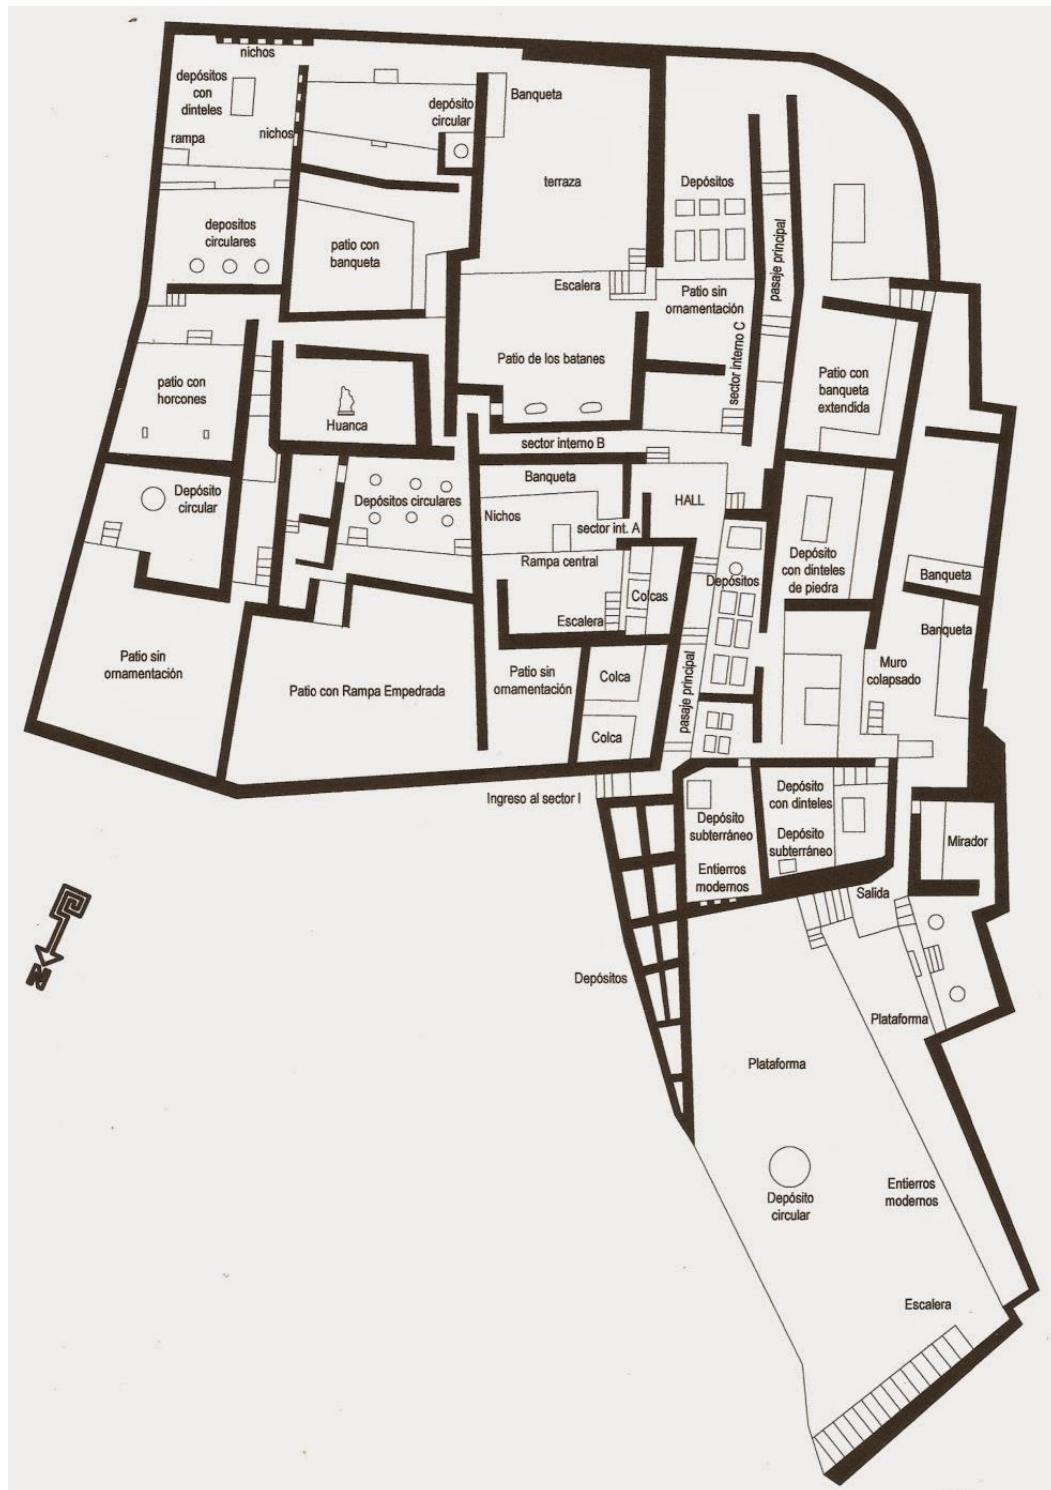 nichos
depósitos
con
dinteles
rampa
nichos
depósito
circular
Banqueta
terraza
Depósitos
pasaje principal
depositos
circulares
patio con
banqueta
Escalera
Patio sin
ornamentación
sector interno C
Patio de los batanes
Patio con
banqueta
extendida
patio con
horcones
Huanca
sector interno B
Depósito
circular
Depósitos circulares
Banqueta
Nichos
sector int. A
HALL
Rampa central
Depósito
con dinteles
de piedra
Depósitos
Colcas
Banqueta
Escalera
Banqueta
Muro
colapsado
Patio sin
ornamentación
Patio con Rampa Empedrada
Patio sin
ornamentación
Colca
Colca
pasaje principal
Ingreso al sector I
Depósito
subterráneo
Entierros
modernos
Depósito
con dinteles
Depósito
subterráneo
Mirador
Salida
N
Depósitos
Plataforma
Plataforma
Depósito
circular
Entierros
modernos
Escalera